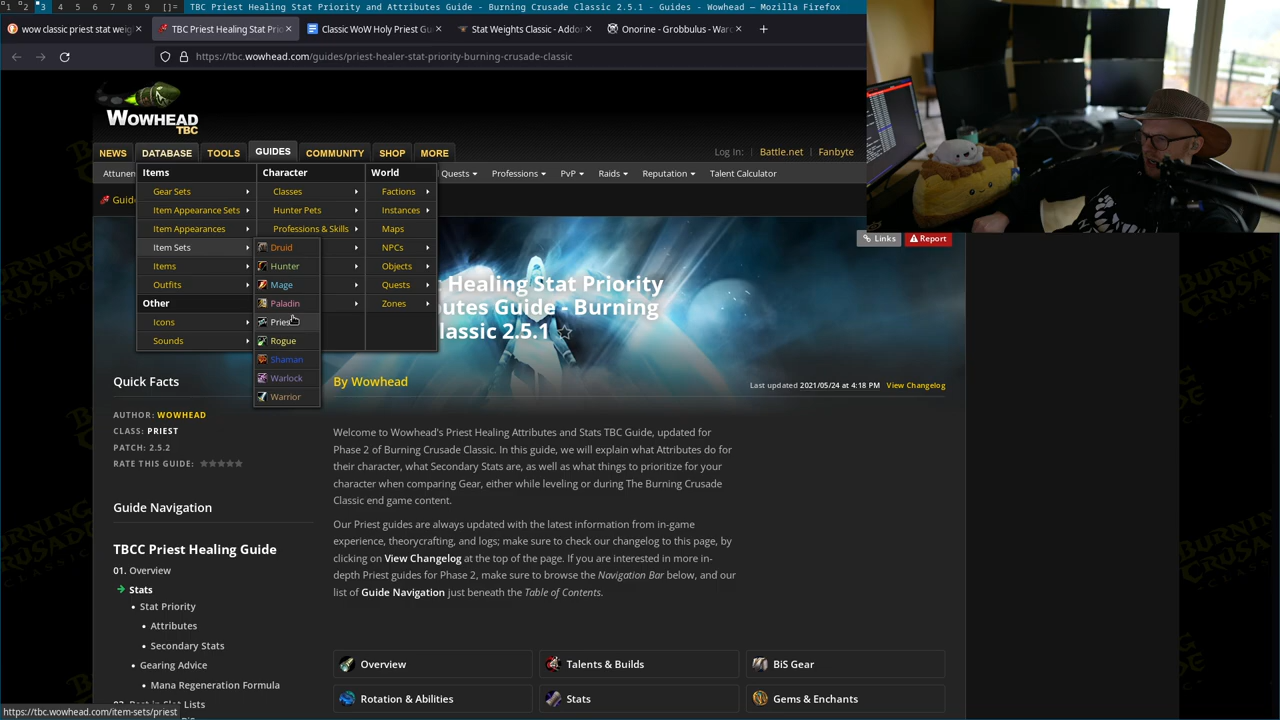 1 2 3 4 5 6 7 8 9 []= TBC Priest Healing Stat Priority and Attributes Guide - Burning Crusade Classic 2.5.1 - Guides - Wowhead — Mozilla Firefox
wow classic priest stat weig
TBC Priest Healing Stat Prio
Classic WoW Holy Priest Gu
Stat Weights Classic - Addo
Onorine - Grobbulus - War
https://tbc.wowhead.com/guides/priest-healer-stat-priority-burning-crusade-classic
WOWHEAD
TBC
NEWS DATABASE TOOLS GUIDES COMMUNITY SHOP MORE
Log In: Battle.net Fanbyte
Attunem
Quests Professions PvP Raids Reputation Talent Calculator
Items
Gear Sets
Item Appearance Sets
Item Appearances
Item Sets
Items
Outfits
Other
Icons
Sounds
Character
Classes
Hunter Pets
Professions & Skills
Druid
Hunter
Mage
Paladin
Priest
Rogue
Shaman
Warlock
Warrior
World
Factions
Instances
Maps
NPCs
Objects
Quests
Zones
Links
Report
Healing Stat Priority
utes Guide - Burning
lassic 2.5.1
Quick Facts
AUTHOR: WOWHEAD
CLASS: PRIEST
PATCH: 2.5.2
RATE THIS GUIDE:
Guide Navigation
TBCC Priest Healing Guide
01. Overview
Stats
Stat Priority
Attributes
Secondary Stats
Gearing Advice
Mana Regeneration Formula
By Wowhead
Last updated 2021/05/24 at 4:18 PM View Changelog
Welcome to Wowhead's Priest Healing Attributes and Stats TBC Guide, updated for
Phase 2 of Burning Crusade Classic. In this guide, we will explain what Attributes do for
their character, what Secondary Stats are, as well as what things to prioritize for your
character when comparing Gear, either while leveling or during The Burning Crusade
Classic end game content.
Our Priest guides are always updated with the latest information from in-game
experience, theorycrafting, and logs; make sure to check our changelog to this page, by
clicking on View Changelog at the top of the page. If you are interested in more in-
depth Priest guides for Phase 2, make sure to browse the Navigation Bar below, and our
list of Guide Navigation just beneath the Table of Contents.
Overview
Talents & Builds
BiS Gear
Rotation & Abilities
Stats
Gems & Enchants
https://tbc.wowhead.com/item-sets/priest